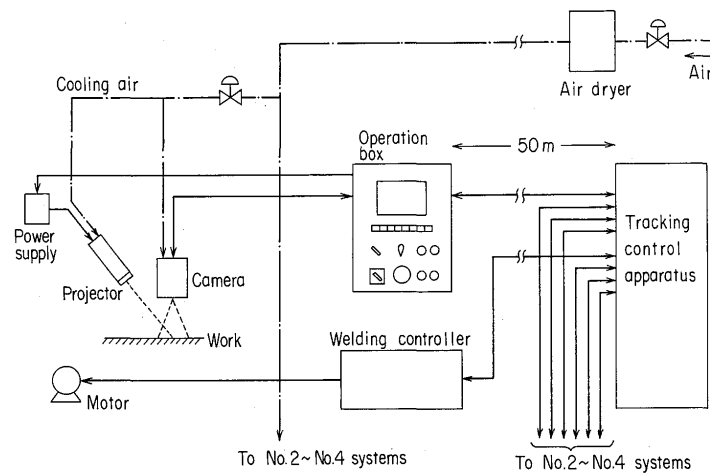 Air
Air dryer
Cooling air
Operation
box
50m
Tracking
control
apparatus
Power
supply
Projector
Camera
Work
Welding controller
Motor
To No.2~No.4 systems
To No.2~No.4 systems